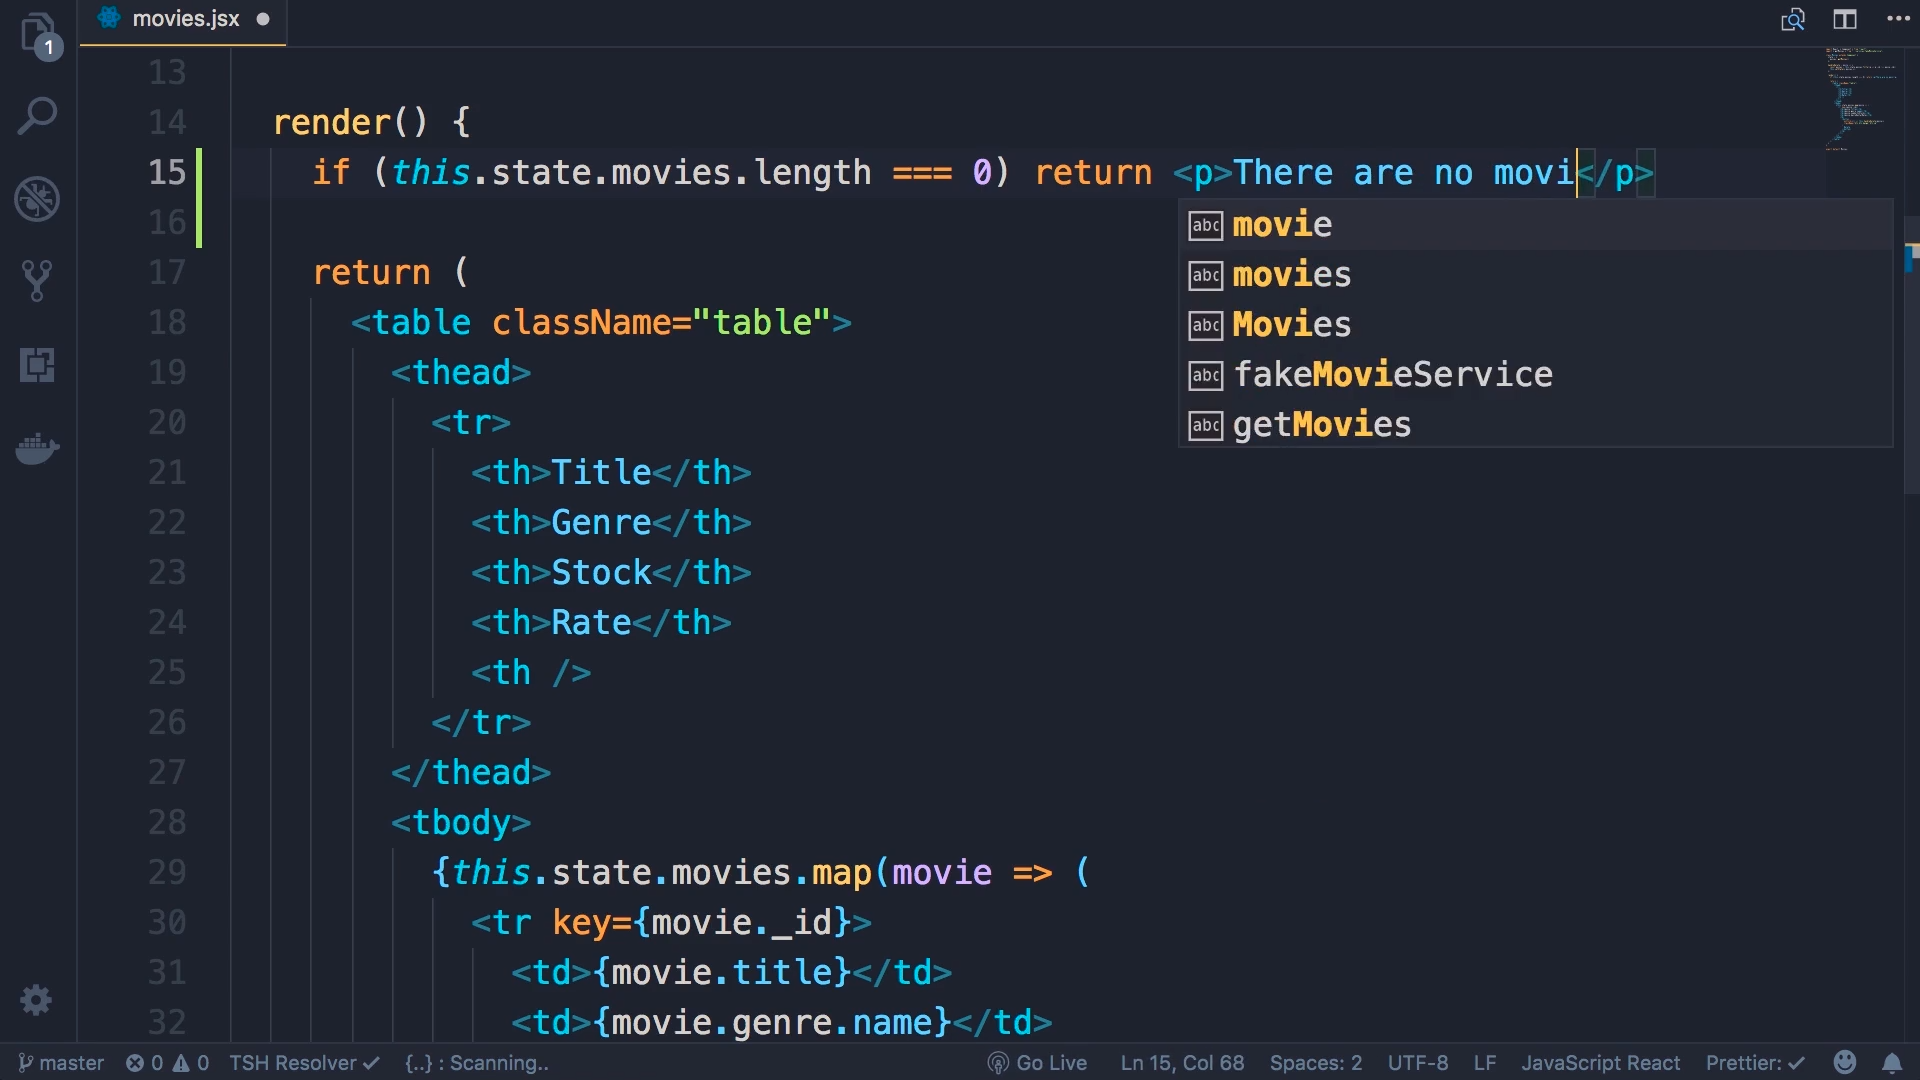 1
movies.jsx
13
14 render() {
15 if (this.state.movies.length === 0) return <p>There are no movi</p>
16
17 return (
18 <table className="table">
19 <thead>
20 <tr>
21 <th>Title</th>
22 <th>Genre</th>
23 <th>Stock</th>
24 <th>Rate</th>
25 <th />
26 </tr>
27 </thead>
28 <tbody>
29 {this.state.movies.map(movie => (
30 <tr key={movie._id}>
31 <td>{movie.title}</td>
32 <td>{movie.genre.name}</td>
abc movie
abc movies
abc Movies
abc fakeMovieService
abc getMovies
master 0 0 TSH Resolver ✓ {..} : Scanning.. Go Live Ln 15, Col 68 Spaces: 2 UTF-8 LF JavaScript React Prettier: ✓